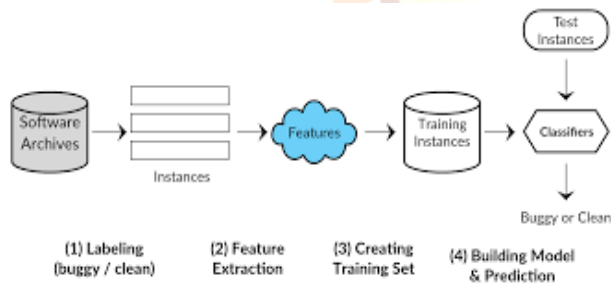 Test
Instances
Software
Archives
Features
Training
Instances
Classifiers
Instances
Buggy or Clean
(1) Labeling
(buggy / clean)
(2) Feature
Extraction
(3) Creating
Training Set
(4) Building Model
& Prediction